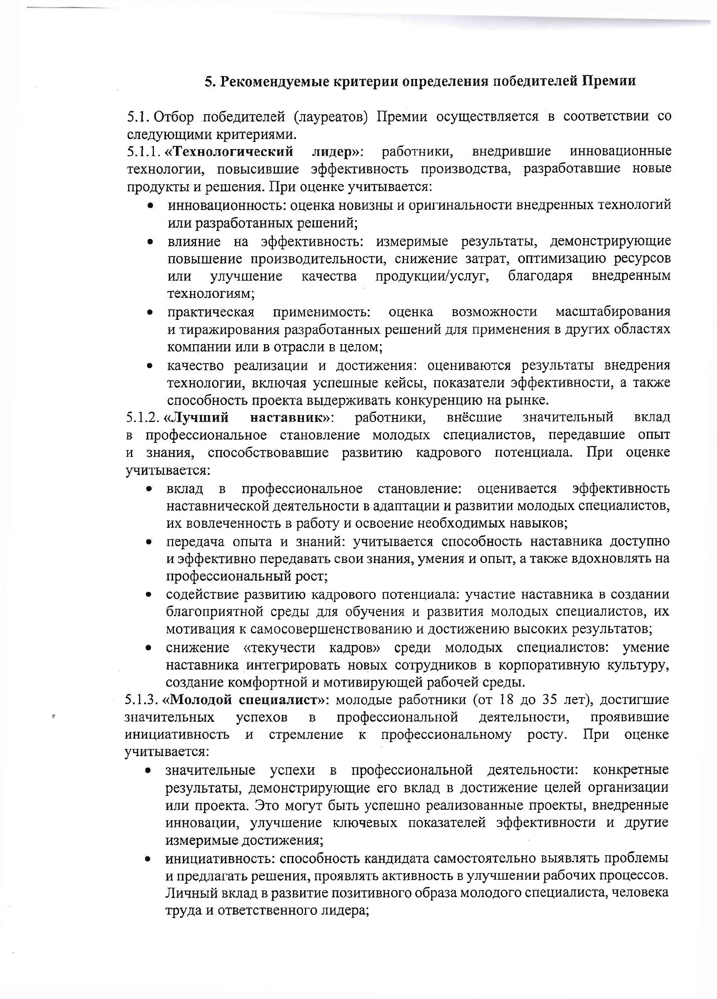 5. Рекомендуемые критерии определения победителей Премии
5.1. Отбор победителей (лауреатов) Премии осуществляется в соответствии со
следующими критериями.
5.1.1. «Технологический лидер»: работники, внедрившие инновационные
технологии, повысившие эффективность производства, разработавшие новые
продукты и решения. При оценке учитывается:
• инновационность: оценка новизны и оригинальности внедренных технологий
или разработанных решений;
• влияние на эффективность: измеримые результаты, демонстрирующие
повышение производительности, снижение затрат, оптимизацию ресурсов
или улучшение качества продукции/услуг, благодаря внедренным
технологиям;
• практическая применимость: оценка возможности масштабирования
и тиражирования разработанных решений для применения в других областях
компании или в отрасли в целом;
• качество реализации и достижения: оцениваются результаты внедрения
технологии, включая успешные кейсы, показатели эффективности, а также
способность проекта выдерживать конкуренцию на рынке.
5.1.2. «Лучший наставник»: работники, внёсшие значительный вклад
в профессиональное становление молодых специалистов, передавшие опыт
и знания, способствовавшие развитию кадрового потенциала. При оценке
учитывается:
• вклад в профессиональное становление: оценивается эффективность
наставнической деятельности в адаптации и развитии молодых специалистов,
их вовлеченность в работу и освоение необходимых навыков;
• передача опыта и знаний: учитывается способность наставника доступно
и эффективно передавать свои знания, умения и опыт, а также вдохновлять на
профессиональный рост;
• содействие развитию кадрового потенциала: участие наставника в создании
благоприятной среды для обучения и развития молодых специалистов, их
мотивация к самосовершенствованию и достижению высоких результатов;
• снижение «текучести кадров» среди молодых специалистов: умение
наставника интегрировать новых сотрудников в корпоративную культуру,
создание комфортной и мотивирующей рабочей среды.
5.1.3. «Молодой специалист»: молодые работники (от 18 до 35 лет), достигшие
значительных успехов в профессиональной деятельности, проявившие
инициативность и стремление к профессиональному росту. При оценке
учитывается:
• значительные успехи в профессиональной деятельности: конкретные
результаты, демонстрирующие его вклад в достижение целей организации
или проекта. Это могут быть успешно реализованные проекты, внедренные
инновации, улучшение ключевых показателей эффективности и другие
измеримые достижения;
• инициативность: способность кандидата самостоятельно выявлять проблемы
и предлагать решения, проявлять активность в улучшении рабочих процессов.
Личный вклад в развитие позитивного образа молодого специалиста, человека
труда и ответственного лидера;